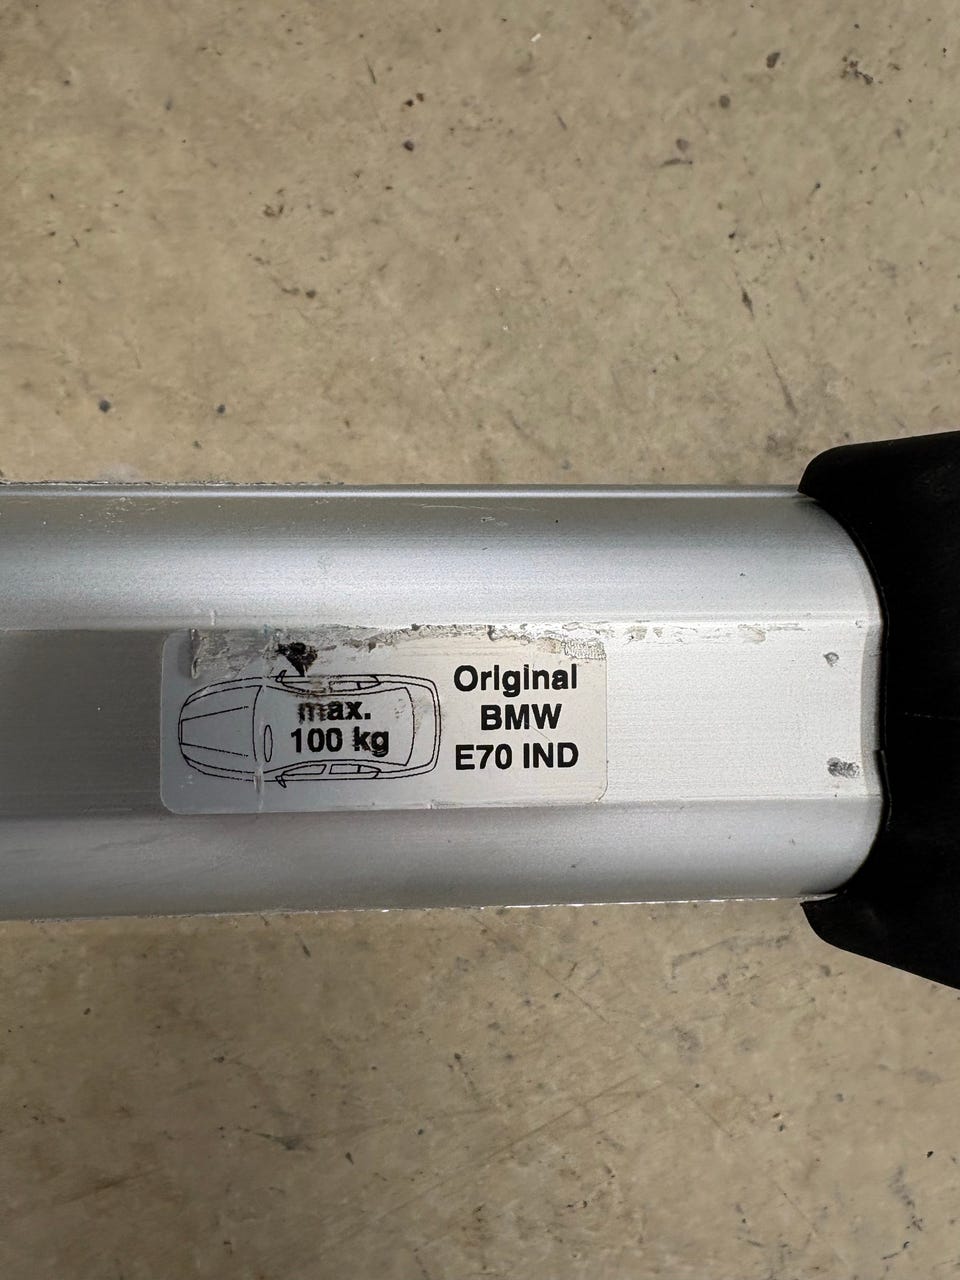 max.
100 kg
Original
BMW
E70 IND